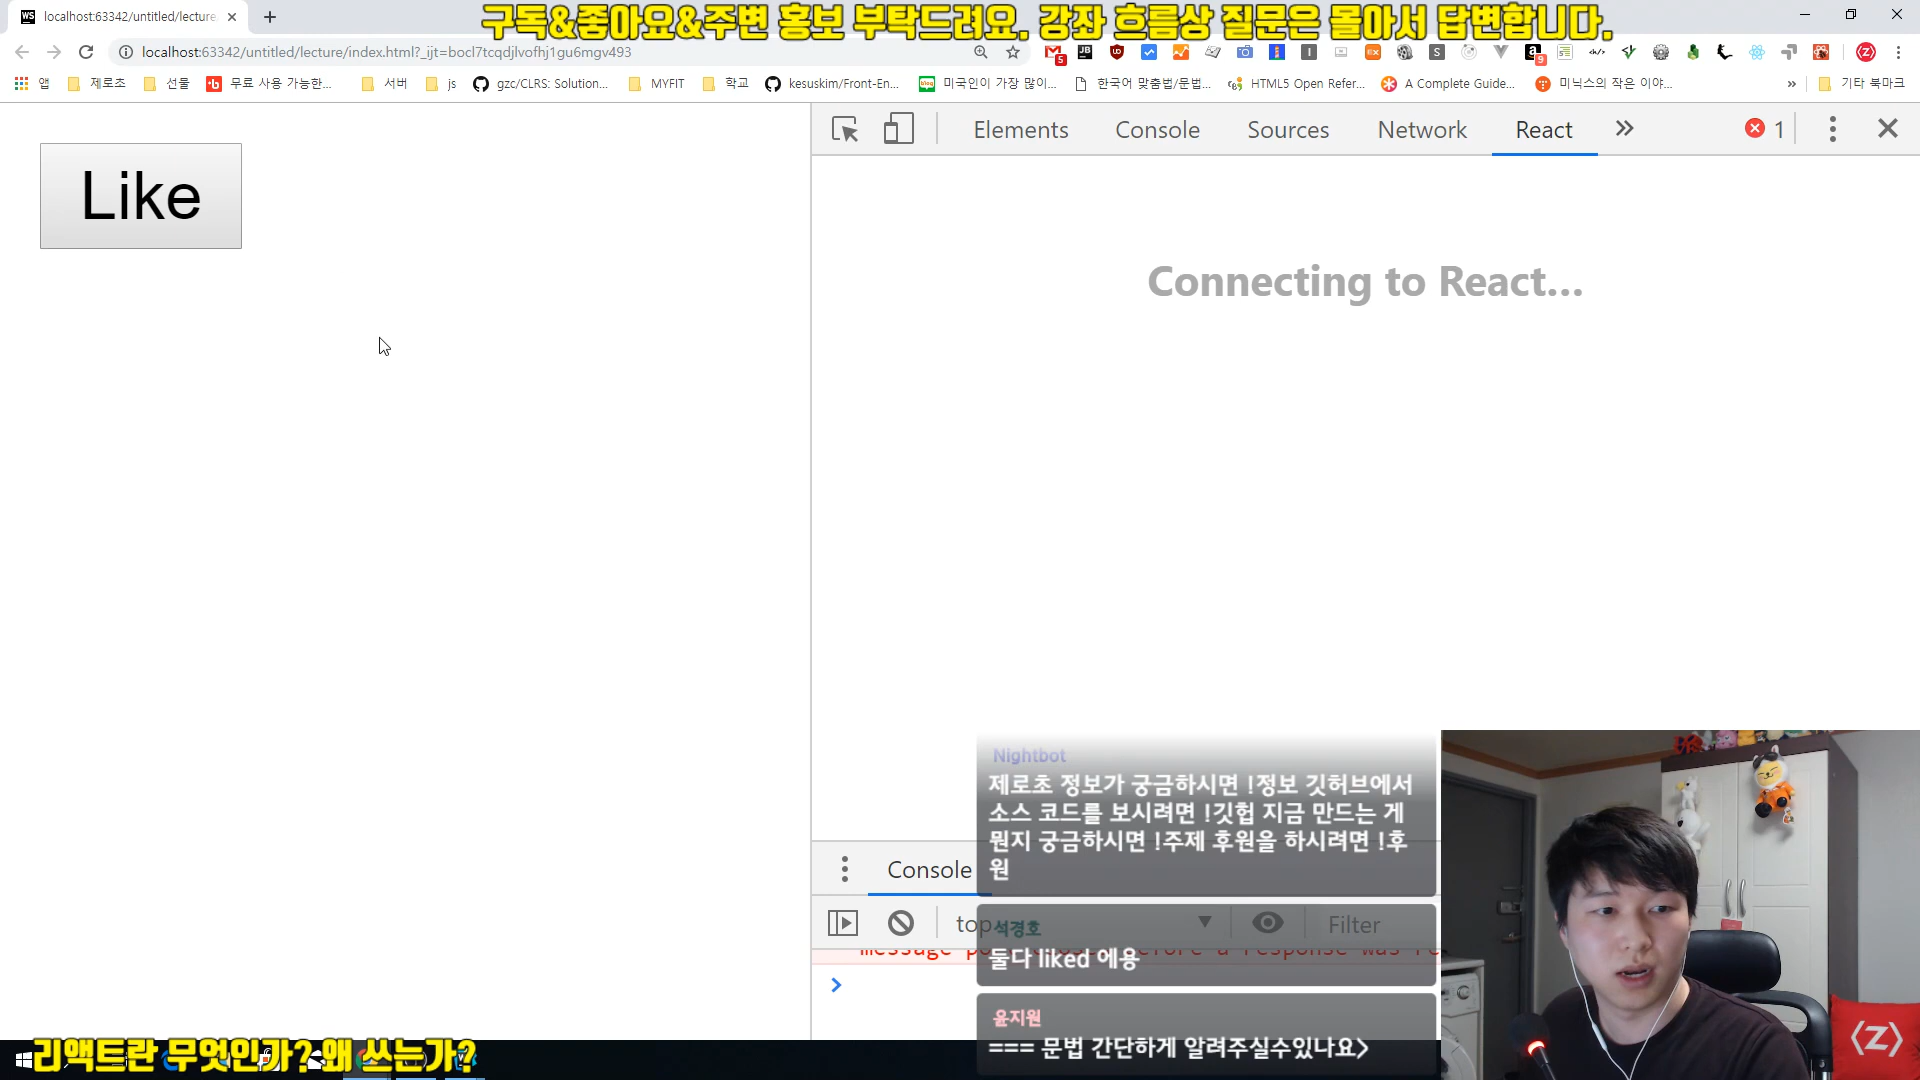 구독&좋아요&주변 홍보 부탁드려요. 강좌 흐름상 질문은 몰아서 답변합니다.
localhost:63342/untitled/lecture
localhost:63342/untitled/lecture/index.html?_ijt=bocl7tcqdjlvofhj1gu6mgv493
앱 제로초 선물 무료 사용 가능한... 서버 js gzc/CLRS: Solution... MYFIT 학교 kesuskim/Front-En... 미국인이 가장 많이... 한국어 맞춤법/문법... HTML5 Open Refer... A Complete Guide... 미닉스의 작은 이야... » 기타 북마크
Like
Elements Console Sources Network React » 1
Connecting to React...
Console
top Filter
Nightbot
제로초 정보가 궁금하시면 !정보 깃허브에서
소스 코드를 보시려면 !깃헙 지금 만드는 게
뭔지 궁금하시면 !주제 후원을 하시려면 !후
원
석경호
둘다 liked 에용
윤지원
=== 문법 간단하게 알려주실수있나요>
리액트란 무엇인가? 왜 쓰는가?